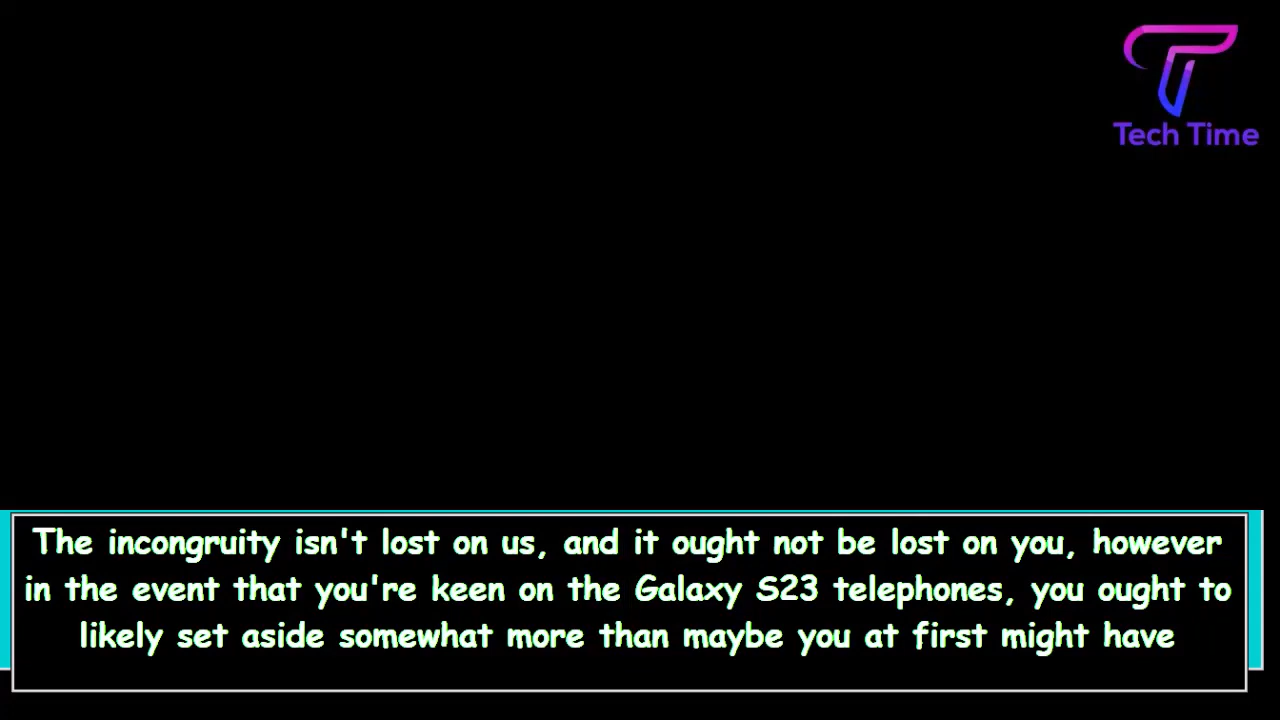 Tech Time
The incongruity isn't lost on us, and it ought not be lost on you, however
in the event that you're keen on the Galaxy S23 telephones, you ought to
likely set aside somewhat more than maybe you at first might have